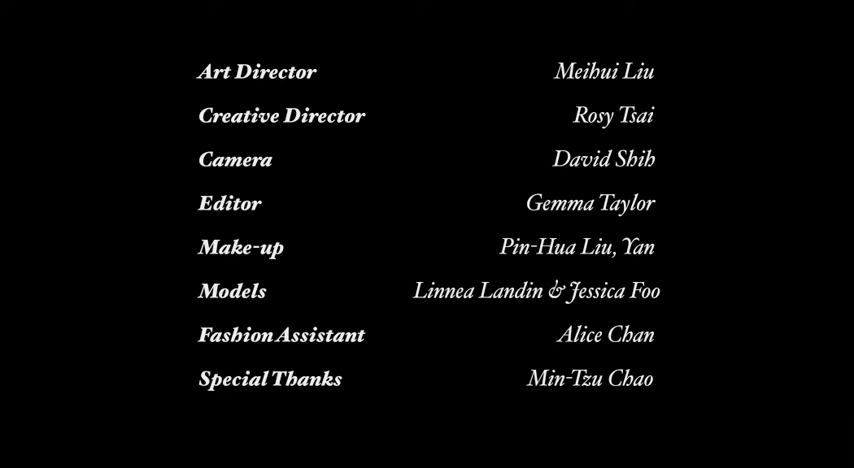 Art Director Meihui Liu
Creative Director Rosy Tsai
Camera David Shih
Editor Gemma Taylor
Make-up Pin-Hua Liu, Yan
Models Linnea Landin & Jessica Foo
Fashion Assistant Alice Chan
Special Thanks Min-Tzu Chao